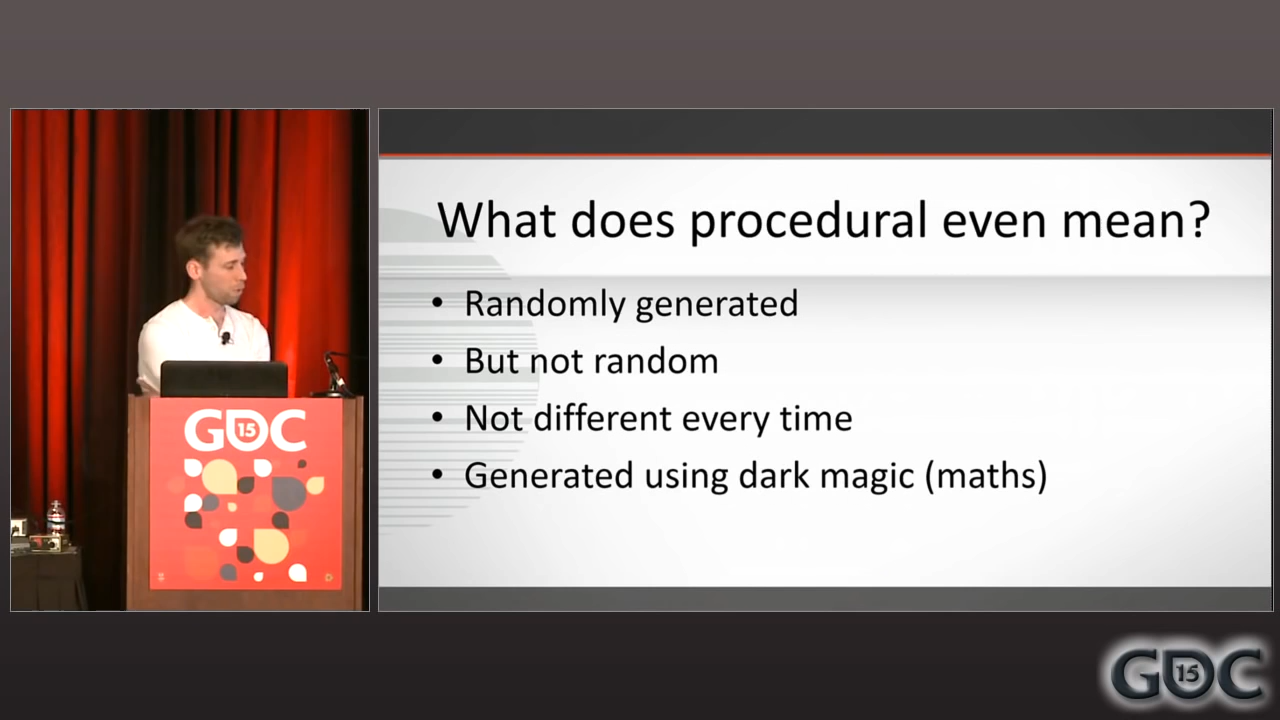 What does procedural even mean?
• Randomly generated
• But not random
• Not different every time
• Generated using dark magic (maths)
GDC 15
GDC 15